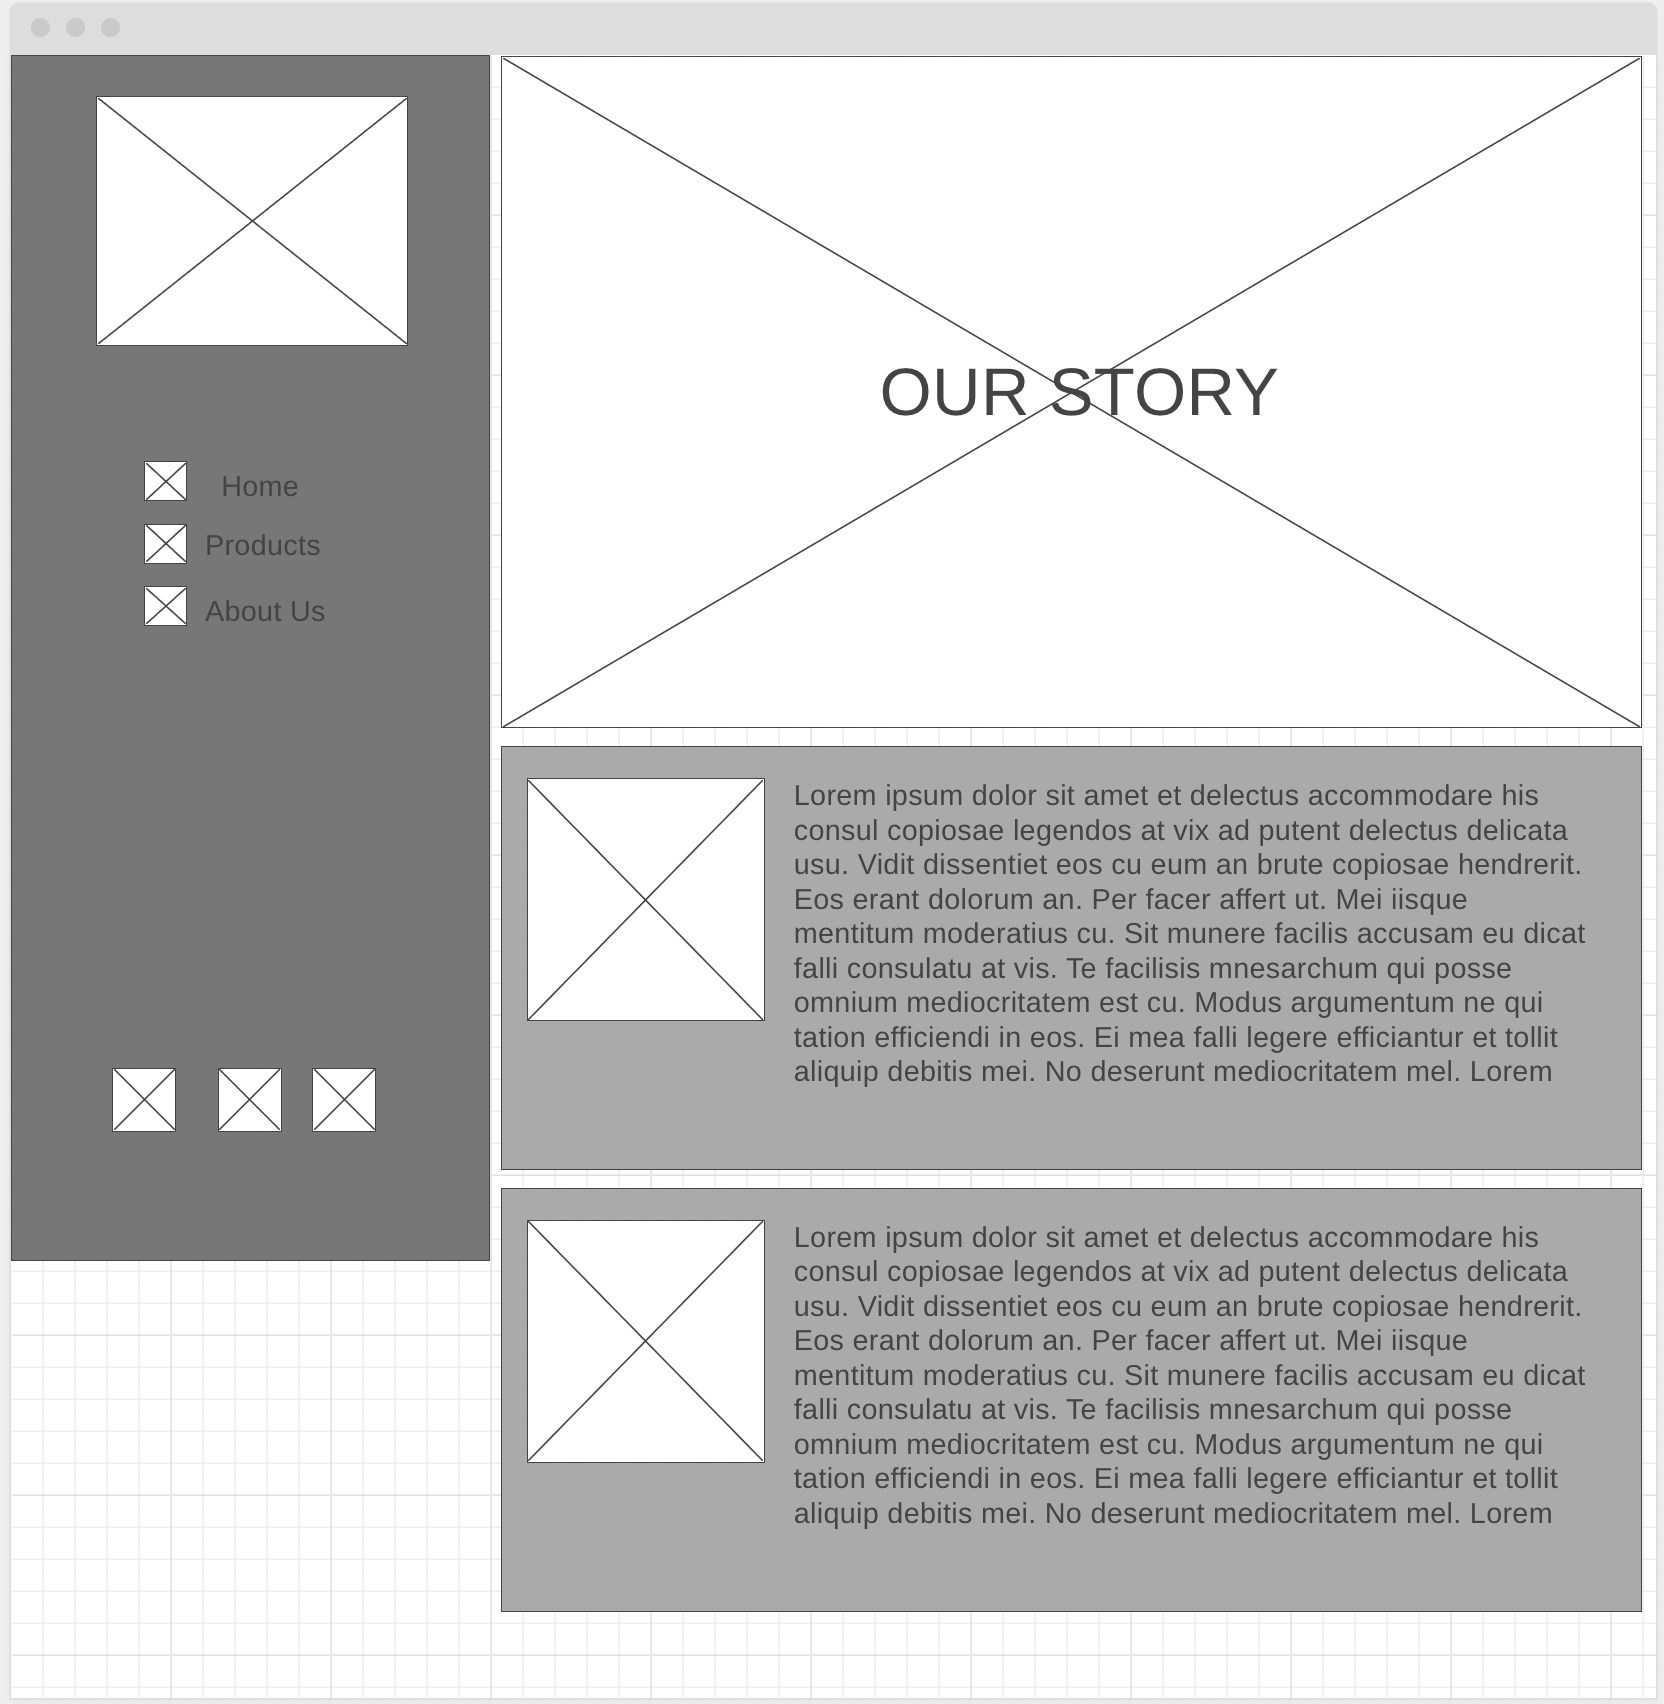 Home
Products
About Us
OUR STORY
Lorem ipsum dolor sit amet et delectus accommodare his
consul copiosae legendos at vix ad putent delectus delicata
usu. Vidit dissentiet eos cu eum an brute copiosae hendrerit.
Eos erant dolorum an. Per facer affert ut. Mei iisque
mentitum moderatius cu. Sit munere facilis accusam eu dicat
falli consulatu at vis. Te facilisis mnesarchum qui posse
omnium mediocritatem est cu. Modus argumentum ne qui
tation efficiendi in eos. Ei mea falli legere efficiantur et tollit
aliquip debitis mei. No deserunt mediocritatem mel. Lorem
Lorem ipsum dolor sit amet et delectus accommodare his
consul copiosae legendos at vix ad putent delectus delicata
usu. Vidit dissentiet eos cu eum an brute copiosae hendrerit.
Eos erant dolorum an. Per facer affert ut. Mei iisque
mentitum moderatius cu. Sit munere facilis accusam eu dicat
falli consulatu at vis. Te facilisis mnesarchum qui posse
omnium mediocritatem est cu. Modus argumentum ne qui
tation efficiendi in eos. Ei mea falli legere efficiantur et tollit
aliquip debitis mei. No deserunt mediocritatem mel. Lorem